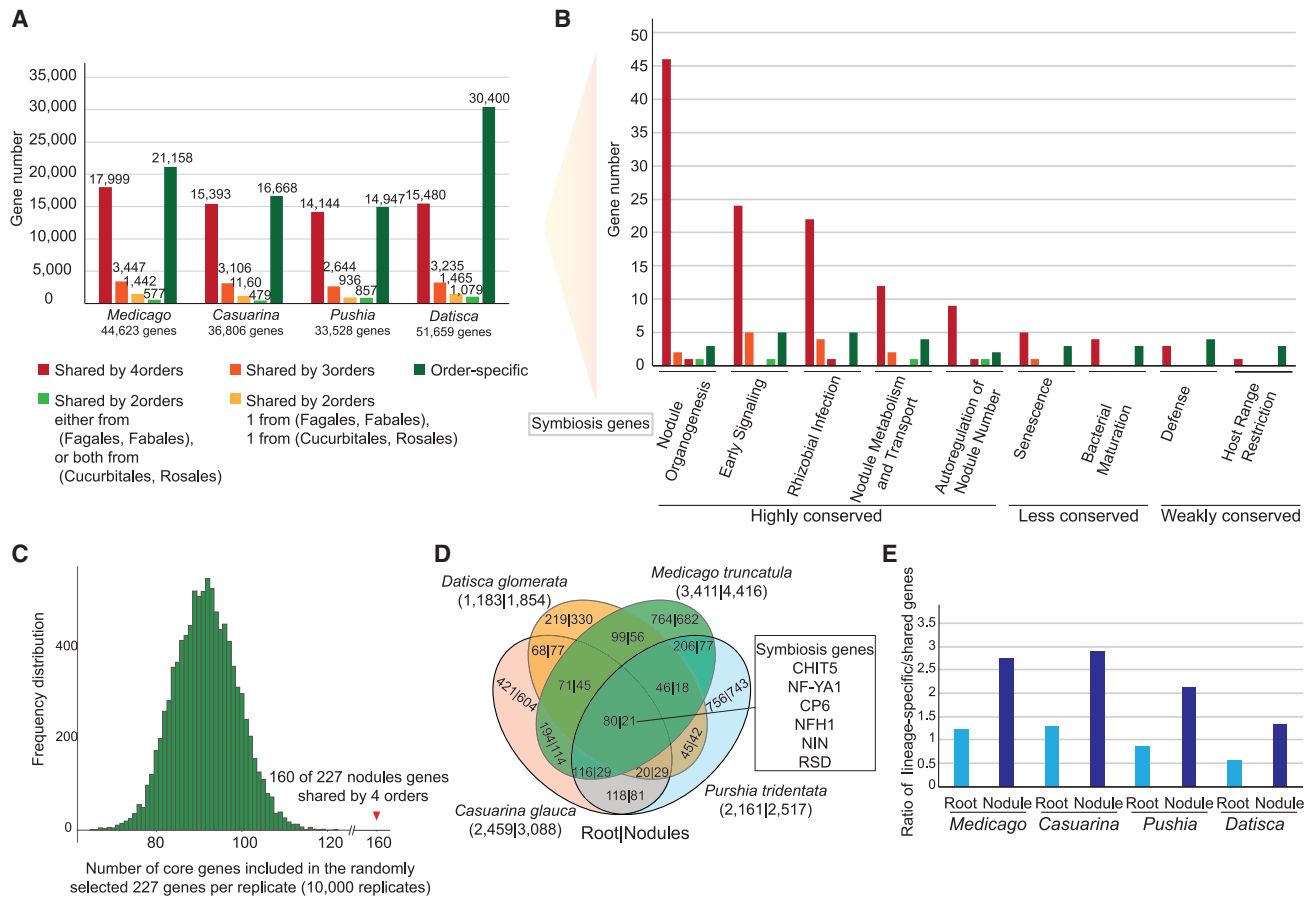 A
35,000
30,000
25,000
20,000
15,000
10,000
5,000
0
Gene number
17,999
3,447
1,442
577
21,158
15,393
3,106
11,60
479
16,668
14,144
2,644
936
857
14,947
15,480
3,235
1,465
1,079
30,400
Medicago
44,623 genes
Casuarina
36,806 genes
Pushia
33,528 genes
Datisca
51,659 genes
Shared by 4orders
Shared by 3orders
Order-specific
Shared by 2orders
either from
(Fagales, Fabales),
or both from
(Cucurbitales, Rosales)
Shared by 2orders
1 from (Fagales, Fabales),
1 from (Cucurbitales, Rosales)
Symbiosis genes
B
50
45
40
35
30
25
20
15
10
5
0
Gene number
Nodule
Organogenesis
Early Signaling
Rhizobial Infection
Nodule Metabolism
and Transport
Autoregulation of
Nodule Number
Senescence
Bacterial
Maturation
Defense
Host Range
Restriction
Highly conserved
Less conserved
Weakly conserved
C
Frequency distribution
400
200
0
80
100
120
160
160 of 227 nodules genes
shared by 4 orders
Number of core genes included in the randomly
selected 227 genes per replicate (10,000 replicates)
D
Datisca glomerata
(1,183|1,854)
Medicago truncatula
(3,411|4,416)
219|330
764|682
99|56
68|77
206|77
421|604
71|45
46|18
756|743
80|21
194|114
45|42
116|29
20|29
118|81
Casuarina glauca
(2,459|3,088)
Purshia tridentata
(2,161|2,517)
Root|Nodules
Symbiosis genes
CHIT5
NF-YA1
CP6
NFH1
NIN
RSD
E
Ratio of lineage-specific/shared genes
3.5
3
2.5
2
1.5
1
0.5
0
Root Nodule Root Nodule Root Nodule Root Nodule
Medicago Casuarina Pushia Datisca